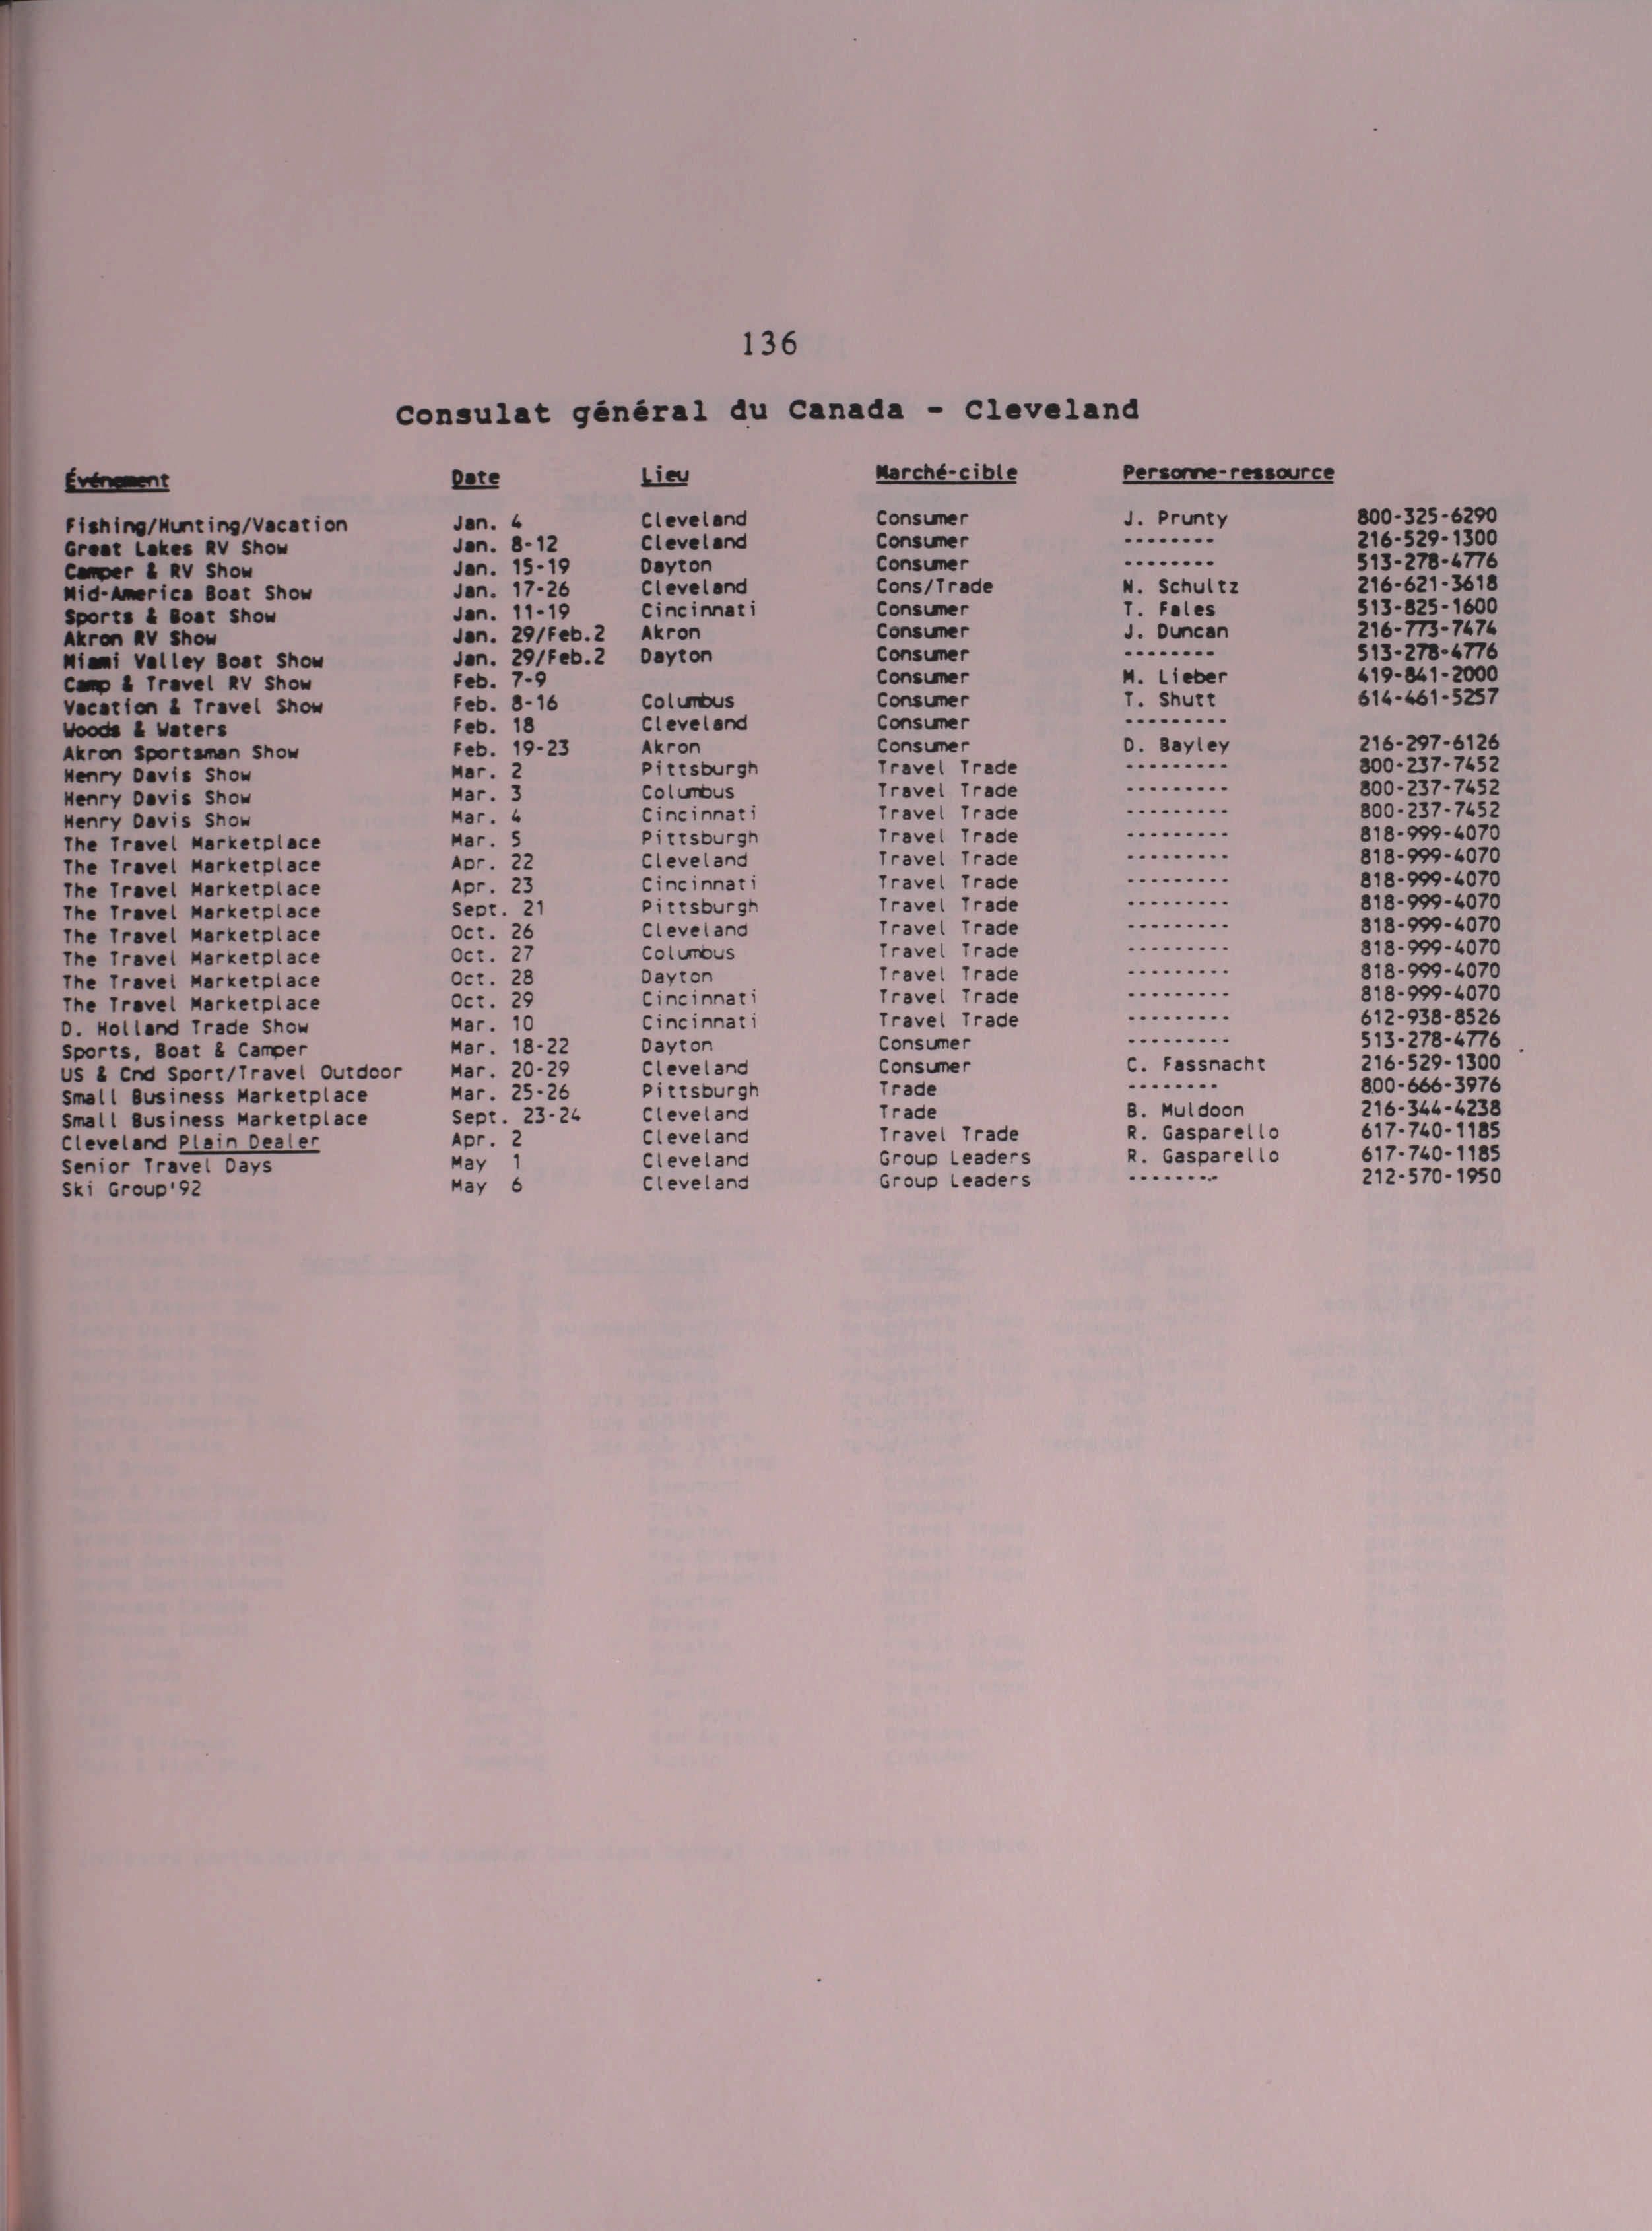 136
Consulat général du Canada - Cleveland
Événement Date Lieu Marché-cible Personne-ressource
Fishing/Hunting/Vacation Jan. 4 Cleveland Consumer J. Prunty 800-325-6290
Great Lakes RV Show Jan. 8-12 Cleveland Consumer -------- 216-529-1300
Camper & RV Show Jan. 15-19 Dayton Consumer -------- 513-278-4776
Mid-America Boat Show Jan. 17-26 Cleveland Cons/Trade N. Schultz 216-621-3618
Sports & Boat Show Jan. 11-19 Cincinnati Consumer T. Fales 513-825-1600
Akron RV Show Jan. 29/Feb.2 Akron Consumer J. Duncan 216-773-7474
Miami Valley Boat Show Jan. 29/Feb.2 Dayton Consumer -------- 513-278-4776
Camp & Travel RV Show Feb. 7-9 Consumer M. Lieber 419-841-2000
Vacation & Travel Show Feb. 8-16 Columbus Consumer T. Shutt 614-461-5257
Woods & Waters Feb. 18 Cleveland Consumer ---------
Akron Sportsman Show Feb. 19-23 Akron Consumer D. Bayley 216-297-6126
Henry Davis Show Mar. 2 Pittsburgh Travel Trade --------- 800-237-7452
Henry Davis Show Mar. 3 Columbus Travel Trade --------- 800-237-7452
Henry Davis Show Mar. 4 Cincinnati Travel Trade --------- 800-237-7452
The Travel Marketplace Mar. 5 Pittsburgh Travel Trade --------- 818-999-4070
The Travel Marketplace Apr. 22 Cleveland Travel Trade --------- 818-999-4070
The Travel Marketplace Apr. 23 Cincinnati Travel Trade --------- 818-999-4070
The Travel Marketplace Sept. 21 Pittsburgh Travel Trade --------- 818-999-4070
The Travel Marketplace Oct. 26 Cleveland Travel Trade --------- 818-999-4070
The Travel Marketplace Oct. 27 Columbus Travel Trade --------- 818-999-4070
The Travel Marketplace Oct. 28 Dayton Travel Trade --------- 818-999-4070
The Travel Marketplace Oct. 29 Cincinnati Travel Trade --------- 818-999-4070
D. Holland Trade Show Mar. 10 Cincinnati Travel Trade --------- 612-938-8526
Sports, Boat & Camper Mar. 18-22 Dayton Consumer --------- 513-278-4776
US & Cnd Sport/Travel Outdoor Mar. 20-29 Cleveland Consumer C. Fassnacht 216-529-1300
Small Business Marketplace Mar. 25-26 Pittsburgh Trade -------- 800-666-3976
Small Business Marketplace Sept. 23-24 Cleveland Trade B. Muldoon 216-344-4238
Cleveland Plain Dealer Apr. 2 Cleveland Travel Trade R. Gasparello 617-740-1185
Senior Travel Days May 1 Cleveland Group Leaders R. Gasparello 617-740-1185
Ski Group'92 May 6 Cleveland Group Leaders -------- 212-570-1950